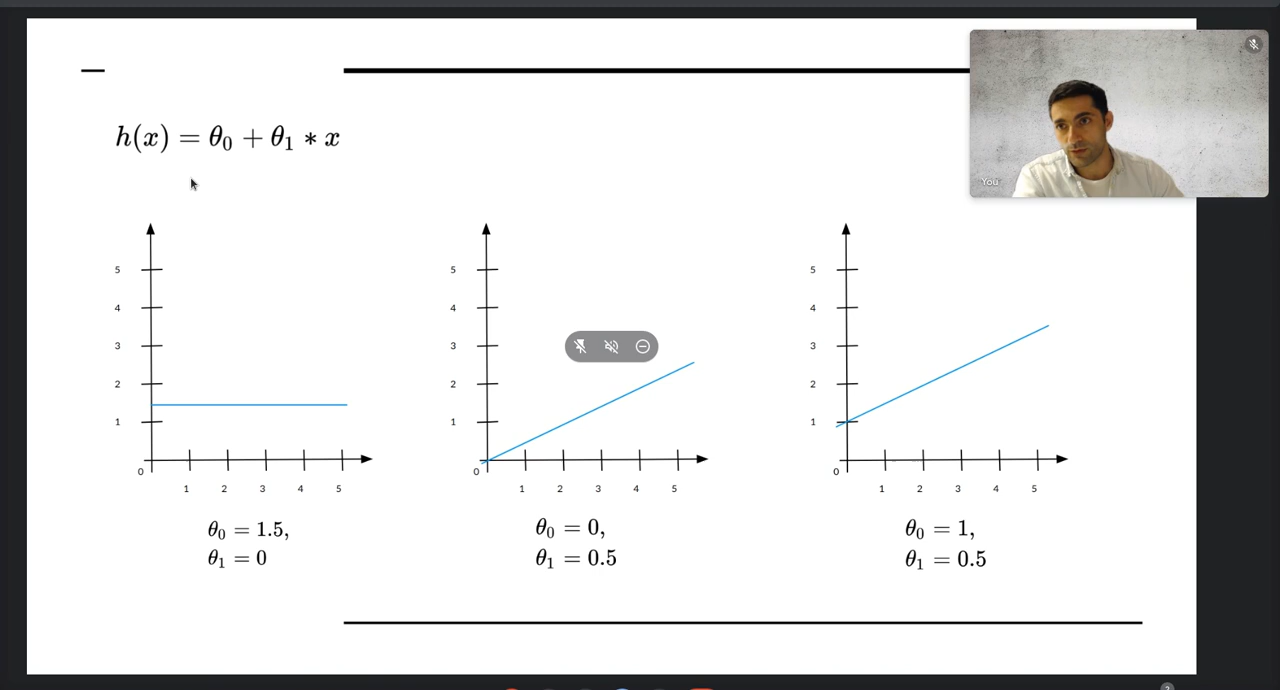 h(x) = θ₀ + θ₁ * x
You
5
4
3
2
1
0
1 2 3 4 5
θ₀ = 1.5,
θ₁ = 0
5
4
3
2
1
0
1 2 3 4 5
θ₀ = 0,
θ₁ = 0.5
5
4
3
2
1
0
1 2 3 4 5
θ₀ = 1,
θ₁ = 0.5